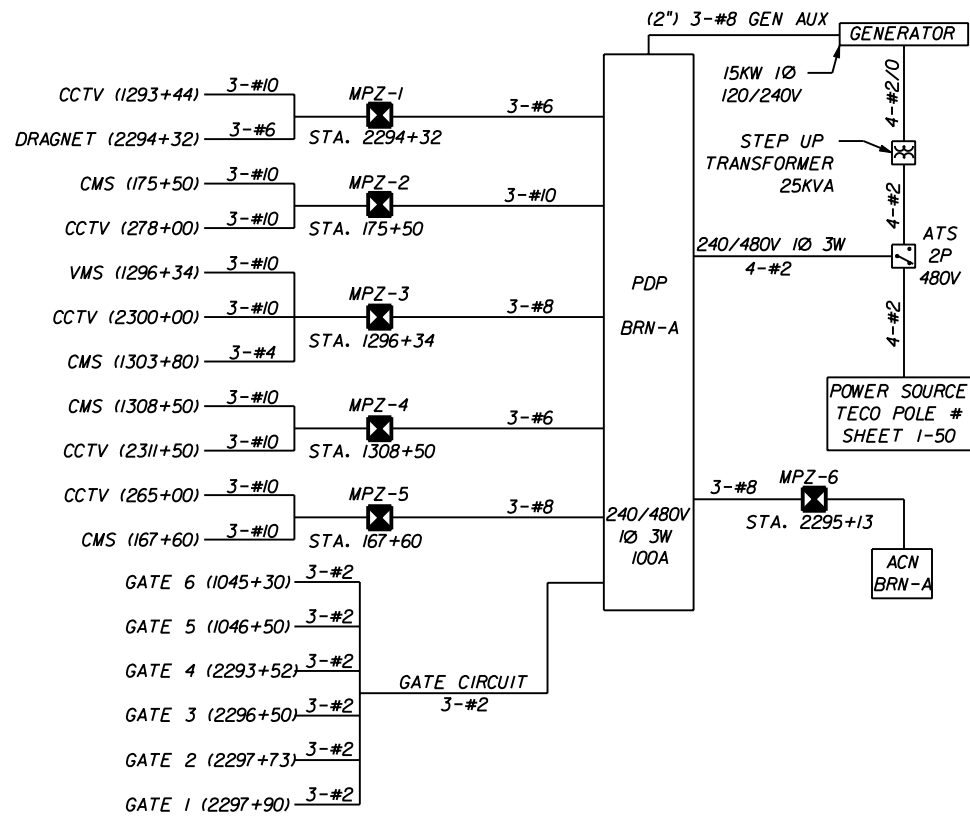 (2") 3-#8 GEN AUX
GENERATOR
15KW 1Ø
120/240V
4-#2/0
STEP UP
TRANSFORMER
25KVA
4-#2
ATS
2P
480V
240/480V 1Ø 3W
4-#2
4-#2
POWER SOURCE
TECO POLE #
SHEET 1-50
PDP
BRN-A
240/480V
1Ø 3W
100A
3-#8
MPZ-6
STA. 2295+13
ACN
BRN-A
CCTV (1293+44)
3-#10
DRAGNET (2294+32)
3-#6
MPZ-1
STA. 2294+32
3-#6
CMS (175+50)
3-#10
CCTV (278+00)
3-#10
MPZ-2
STA. 175+50
3-#10
VMS (1296+34)
3-#10
CCTV (2300+00)
3-#10
CMS (1303+80)
3-#4
MPZ-3
STA. 1296+34
3-#8
CMS (1308+50)
3-#10
CCTV (2311+50)
3-#10
MPZ-4
STA. 1308+50
3-#6
CCTV (265+00)
3-#10
CMS (167+60)
3-#10
MPZ-5
STA. 167+60
3-#8
GATE 6 (1045+30)
3-#2
GATE 5 (1046+50)
3-#2
GATE 4 (2293+52)
3-#2
GATE 3 (2296+50)
3-#2
GATE 2 (2297+73)
3-#2
GATE 1 (2297+90)
3-#2
GATE CIRCUIT
3-#2